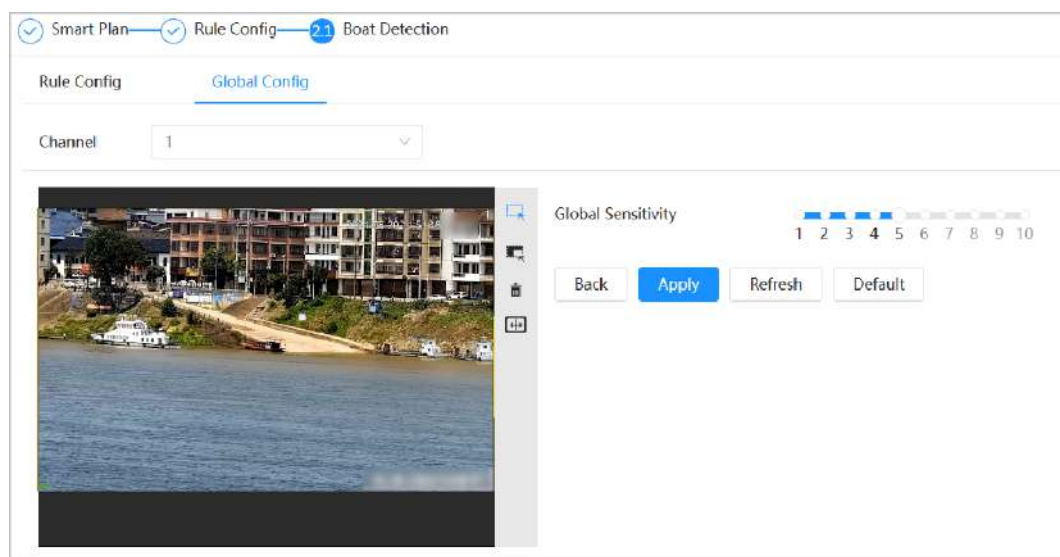 Smart Plan Rule Config 2.1 Boat Detection
Rule Config Global Config
Channel 1
Global Sensitivity
1 2 3 4 5 6 7 8 9 10
Back Apply Refresh Default